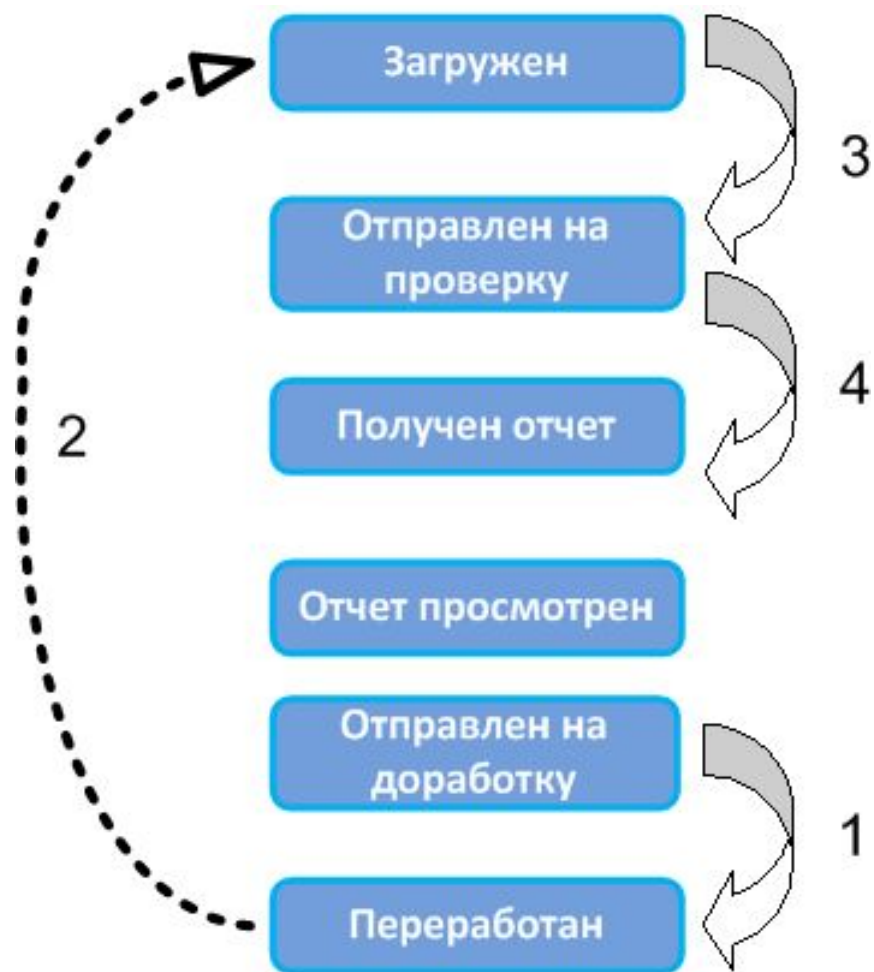 Загружен
3
Отправлен на
проверку
4
2
Получен отчет
Отчет просмотрен
Отправлен на
доработку
1
Переработан